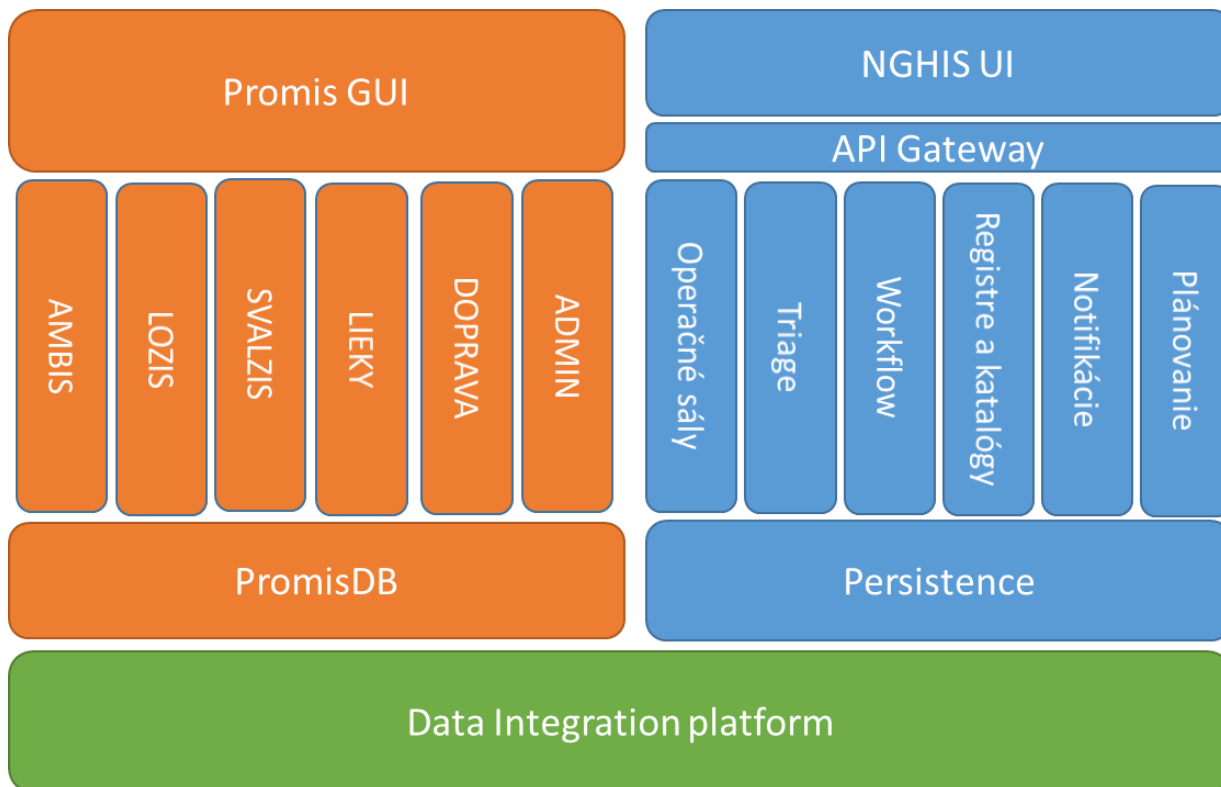 Promis GUI
AMBIS
LOZIS
SVALZIS
LIEKY
DOPRAVA
ADMIN
PromisDB
NGHIS UI
API Gateway
Operačné sály
Triage
Workflow
Registre a katalógy
Notifikácie
Plánovanie
Persistence
Data Integration platform